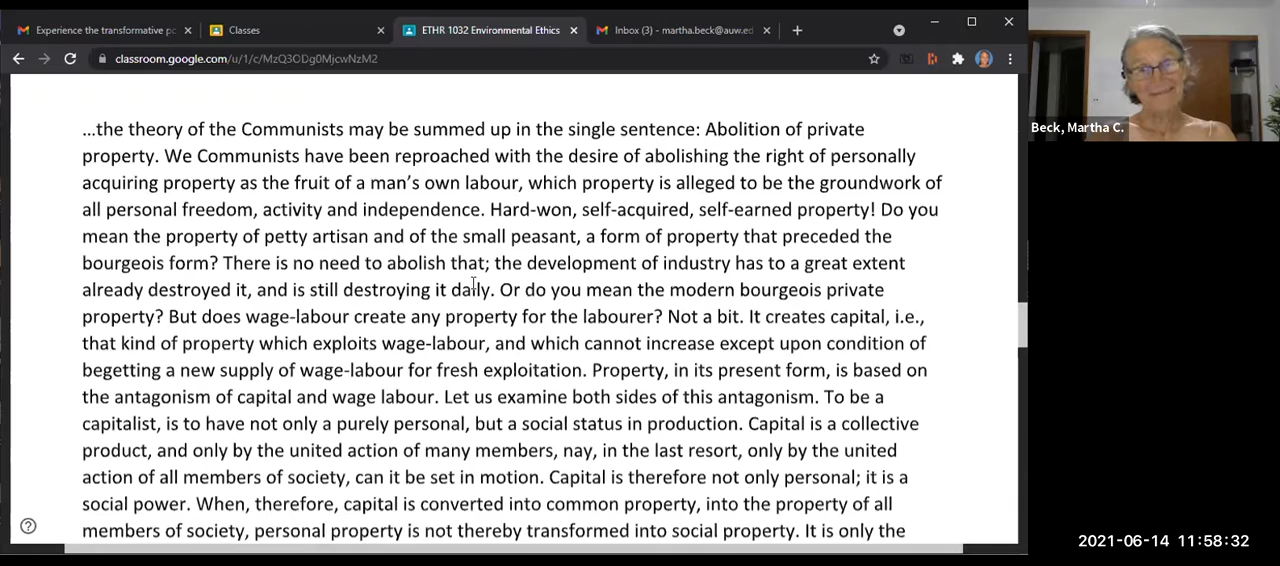 Experience the transformative pc
Classes
ETHR 1032 Environmental Ethics
Inbox (3) - martha.beck@auw.ed
classroom.google.com/u/1/c/MzQ3ODg0MjcwNzM2
Beck, Martha C.
…the theory of the Communists may be summed up in the single sentence: Abolition of private
property. We Communists have been reproached with the desire of abolishing the right of personally
acquiring property as the fruit of a man’s own labour, which property is alleged to be the groundwork of
all personal freedom, activity and independence. Hard-won, self-acquired, self-earned property! Do you
mean the property of petty artisan and of the small peasant, a form of property that preceded the
bourgeois form? There is no need to abolish that; the development of industry has to a great extent
already destroyed it, and is still destroying it daily. Or do you mean the modern bourgeois private
property? But does wage-labour create any property for the labourer? Not a bit. It creates capital, i.e.,
that kind of property which exploits wage-labour, and which cannot increase except upon condition of
begetting a new supply of wage-labour for fresh exploitation. Property, in its present form, is based on
the antagonism of capital and wage labour. Let us examine both sides of this antagonism. To be a
capitalist, is to have not only a purely personal, but a social status in production. Capital is a collective
product, and only by the united action of many members, nay, in the last resort, only by the united
action of all members of society, can it be set in motion. Capital is therefore not only personal; it is a
social power. When, therefore, capital is converted into common property, into the property of all
members of society, personal property is not thereby transformed into social property. It is only the
2021-06-14 11:58:32